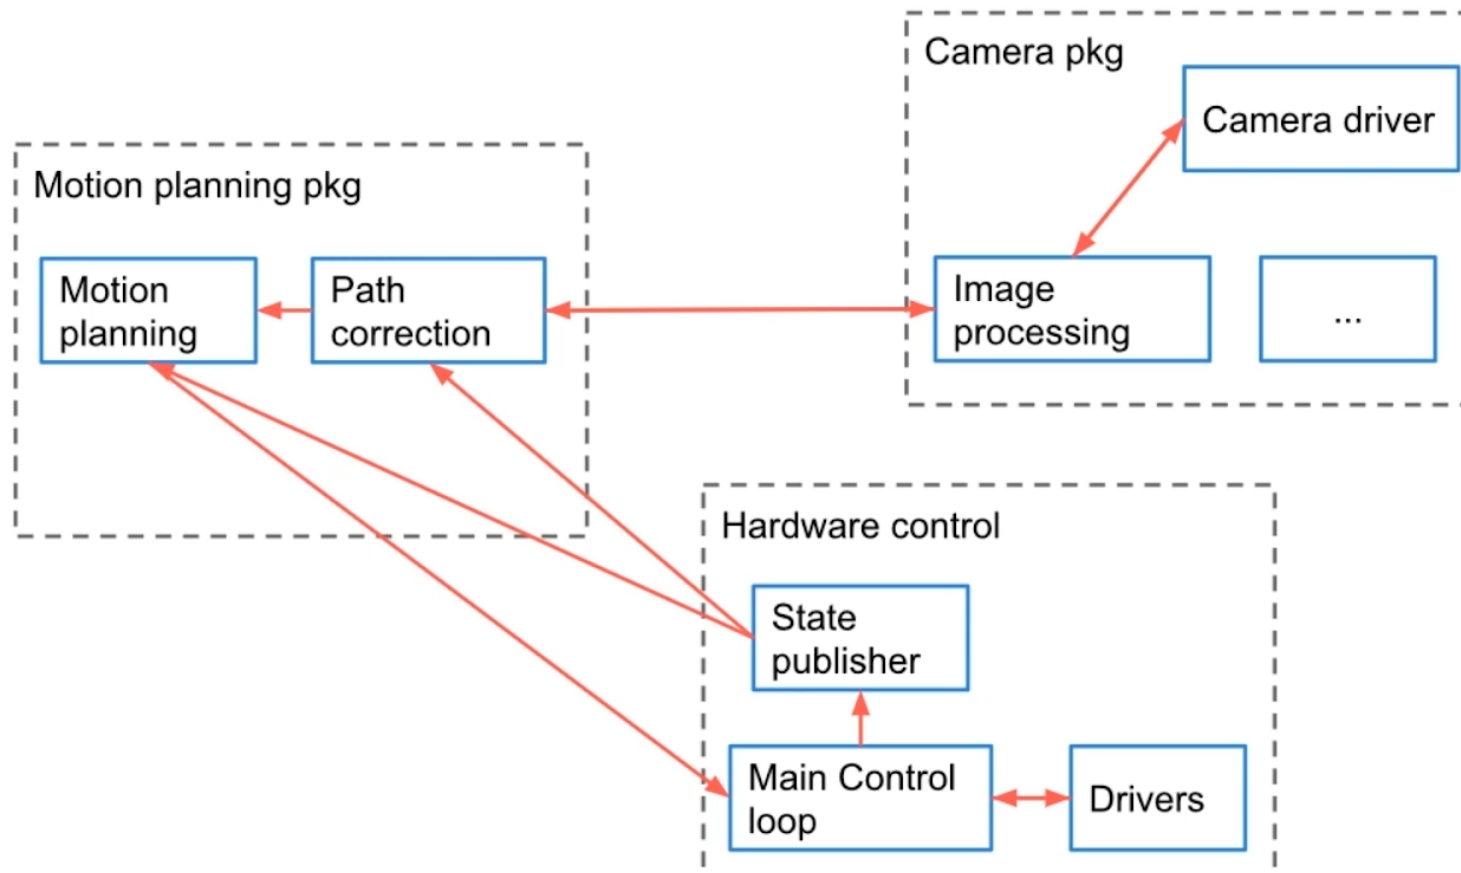 Camera pkg
Camera driver
Motion planning pkg
Motion
planning
Path
correction
Image
processing
...
Hardware control
State
publisher
Main Control
loop
Drivers